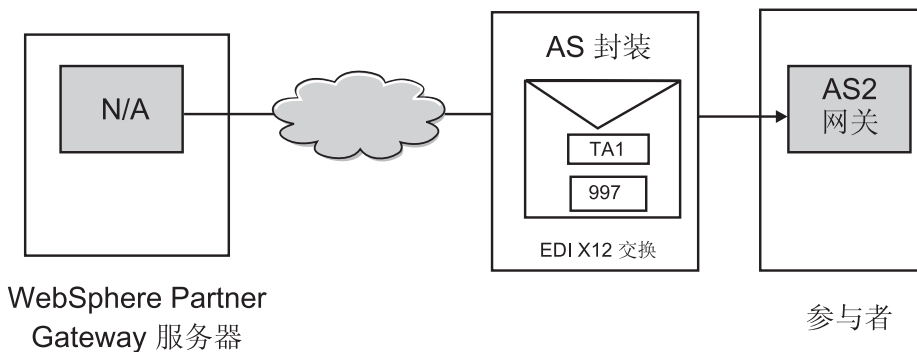 N/A
WebSphere Partner
Gateway 服务器
AS 封装
TA1
997
EDI X12 交换
AS2
网关
参与者